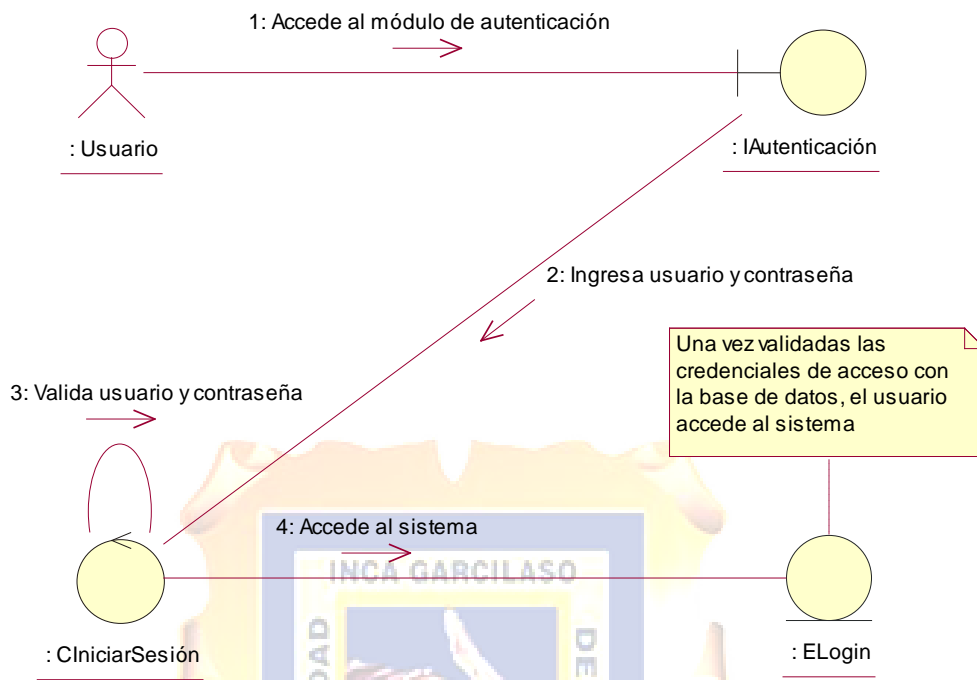 1: Accede al módulo de autenticación
: Usuario
: IAutenticación
2: Ingresa usuario y contraseña
Una vez validadas las
credenciales de acceso con
la base de datos, el usuario
accede al sistema
3: Valida usuario y contraseña
4: Accede al sistema
INCA GARCILASO
DAD
DE
: CIniciarSesión
: ELogin